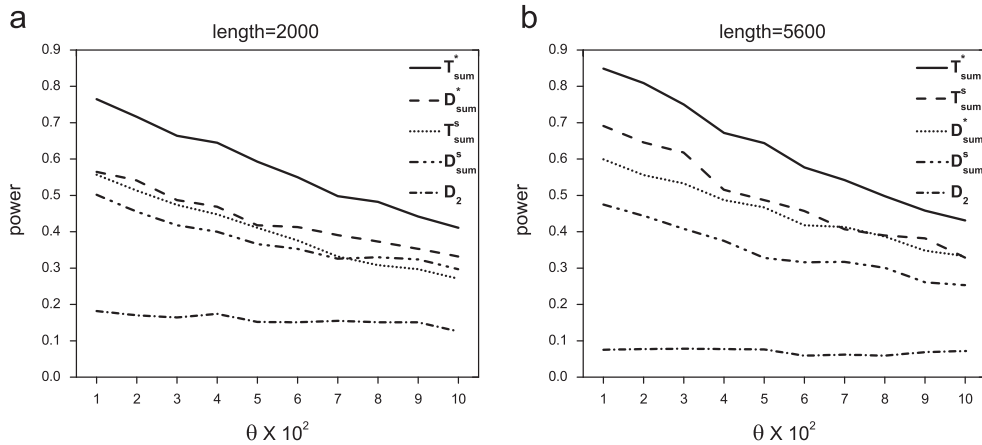 a
length=2000
power
0.9
0.8
0.7
0.6
0.5
0.4
0.3
0.2
0.1
0.0
T*sum
D*sum
Tssum
Dssum
D2
1 2 3 4 5 6 7 8 9 10
θ X 10²
b
length=5600
power
0.9
0.8
0.7
0.6
0.5
0.4
0.3
0.2
0.1
0.0
T*sum
Tssum
D*sum
Dssum
D2
1 2 3 4 5 6 7 8 9 10
θ X 10²